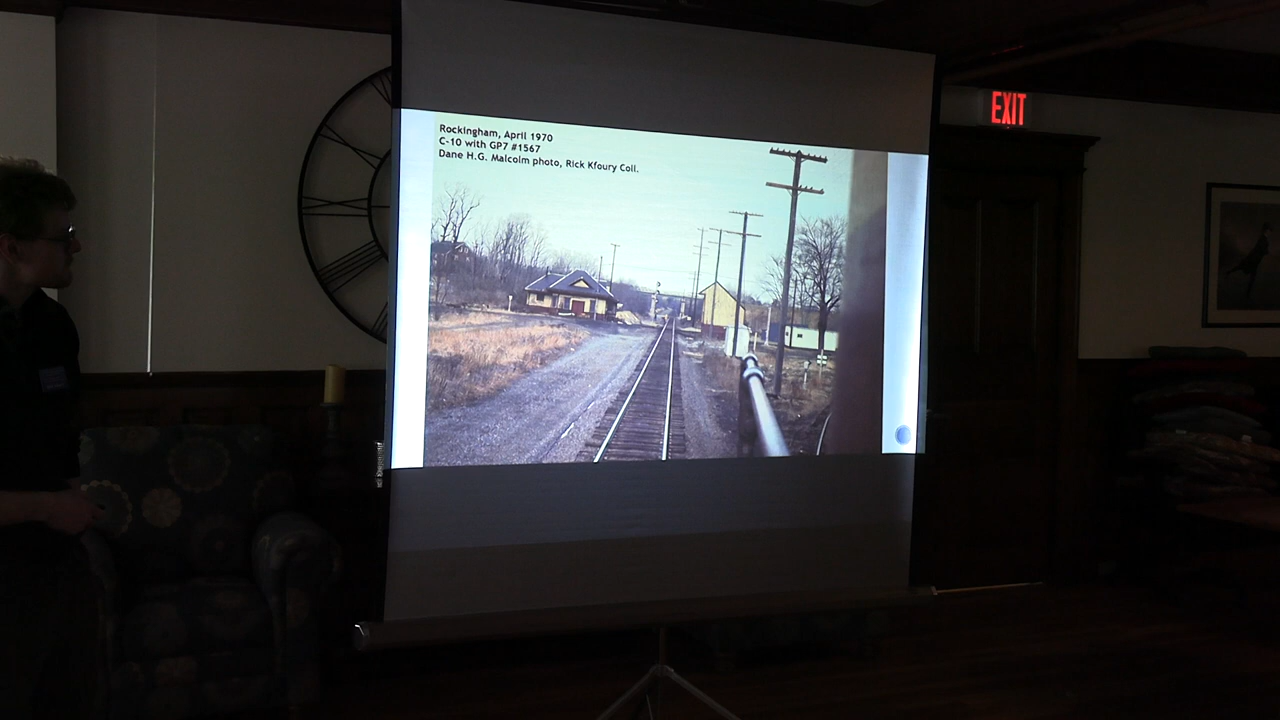 Rockingham, April 1970
C-10 with GP7 #1567
Dane H.G. Malcolm photo, Rick Kfoury Coll.
EXIT